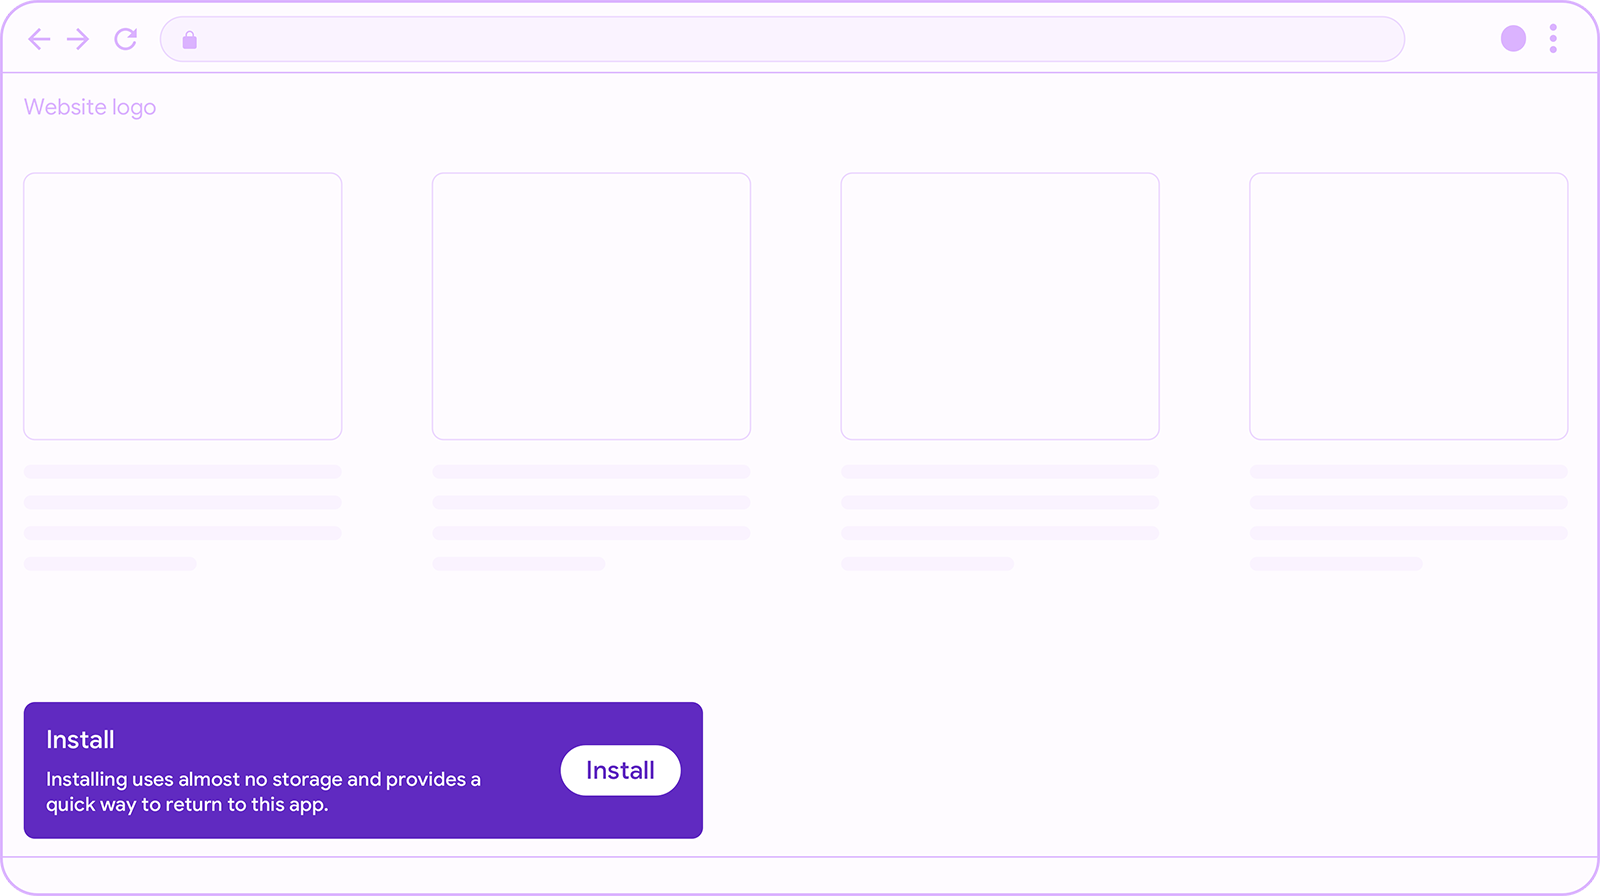 Website logo
Install
Installing uses almost no storage and provides a
quick way to return to this app.
Install